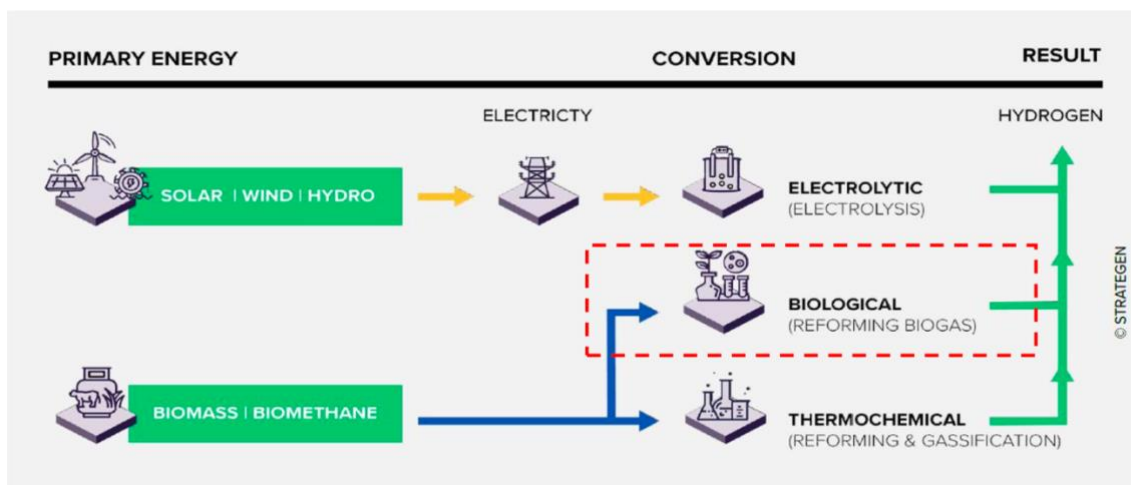 PRIMARY ENERGY
CONVERSION
RESULT
ELECTRICTY
HYDROGEN
SOLAR | WIND | HYDRO
ELECTROLYTIC
(ELECTROLYSIS)
BIOLOGICAL
(REFORMING BIOGAS)
BIOMASS | BIOMETHANE
THERMOCHEMICAL
(REFORMING & GASSIFICATION)
© STRATEGEN